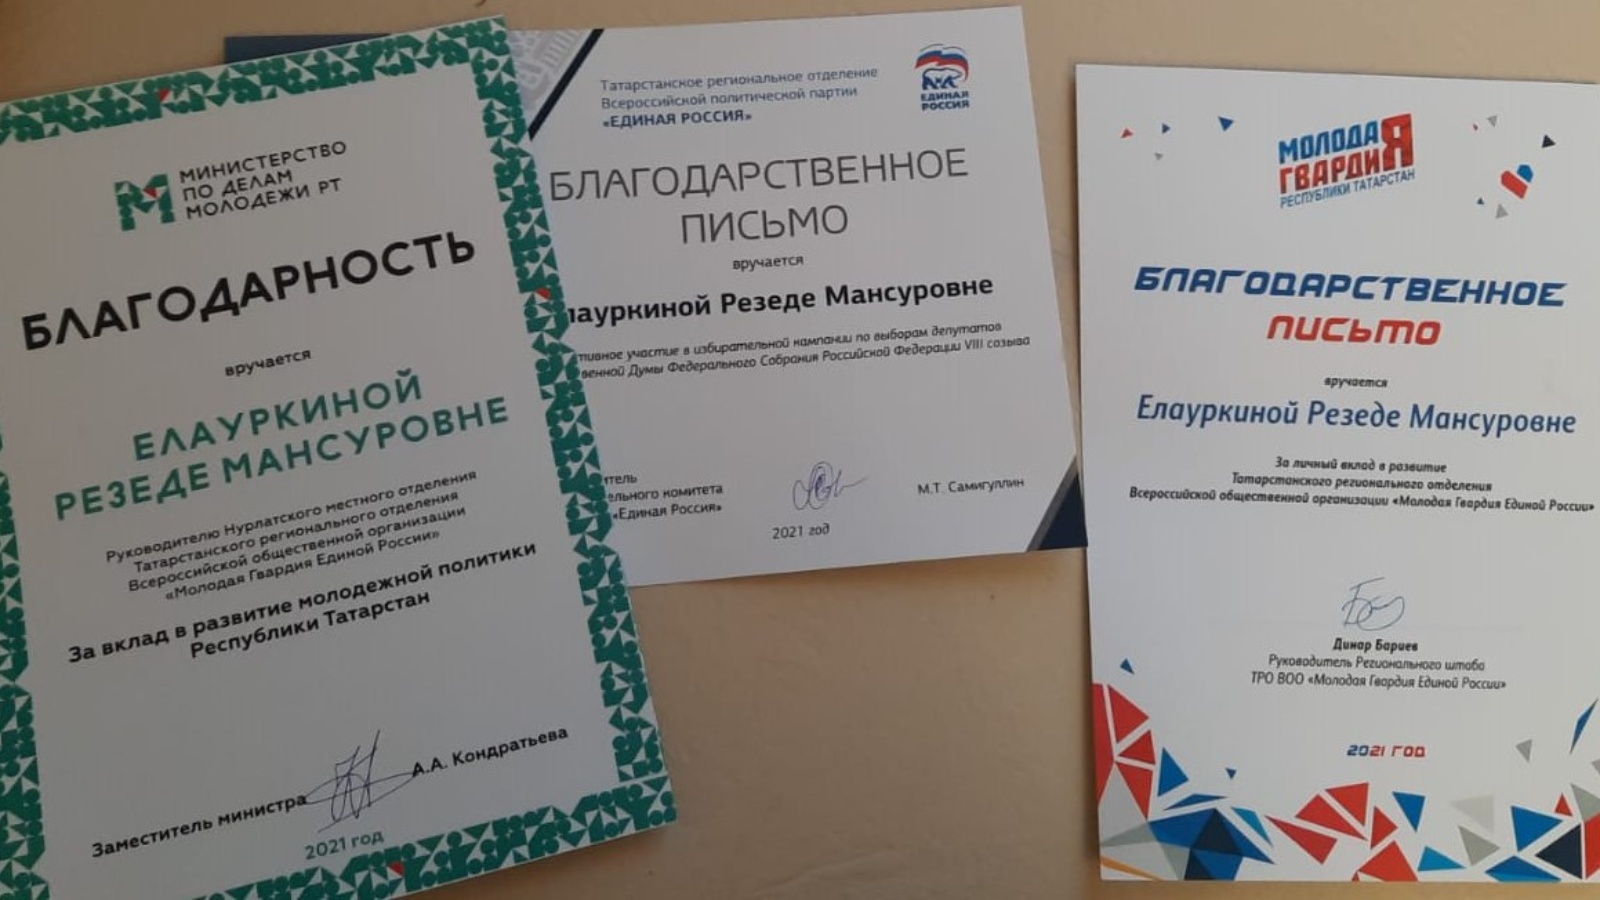 МИНИСТЕРСТВО
ПО ДЕЛАМ
МОЛОДЕЖИ РТ
БЛАГОДАРНОСТЬ
вручается
ЕЛАУРКИНОЙ
РЕЗЕДЕ МАНСУРОВНЕ
Руководителю Нурлатского местного отделения
Татарстанского регионального отделения
Всероссийской общественной организации
«Молодая Гвардия Единой России»
За вклад в развитие молодежной политики
Республики Татарстан
Заместитель министра
А.А. Кондратьева
2021 год
Татарстанское региональное отделение
Всероссийской политической партии
«ЕДИНАЯ РОССИЯ»
ЕДИНАЯ
РОССИЯ
БЛАГОДАРСТВЕННОЕ
ПИСЬМО
вручается
лауркиной Резеде Мансуровне
тивное участие в избирательной кампании по выборам депутатов
венной Думы Федерального Собрания Российской Федерации VIII созыва
итель
ельного комитета
«Единая Россия»
М.Т. Самигуллин
2021 год
МОЛОДАЯ
ГВАРДИЯ
РЕСПУБЛИКИ ТАТАРСТАН
БЛАГОДАРСТВЕННОЕ
ПИСЬМО
вручается
Елауркиной Резеде Мансуровне
За личный вклад в развитие
Татарстанского регионального отделения
Всероссийской общественной организации «Молодая Гвардия Единой России»
Динар Бариев
Руководитель Регионального штаба
ТРО ВОО «Молодая Гвардия Единой России»
2021 ГОД